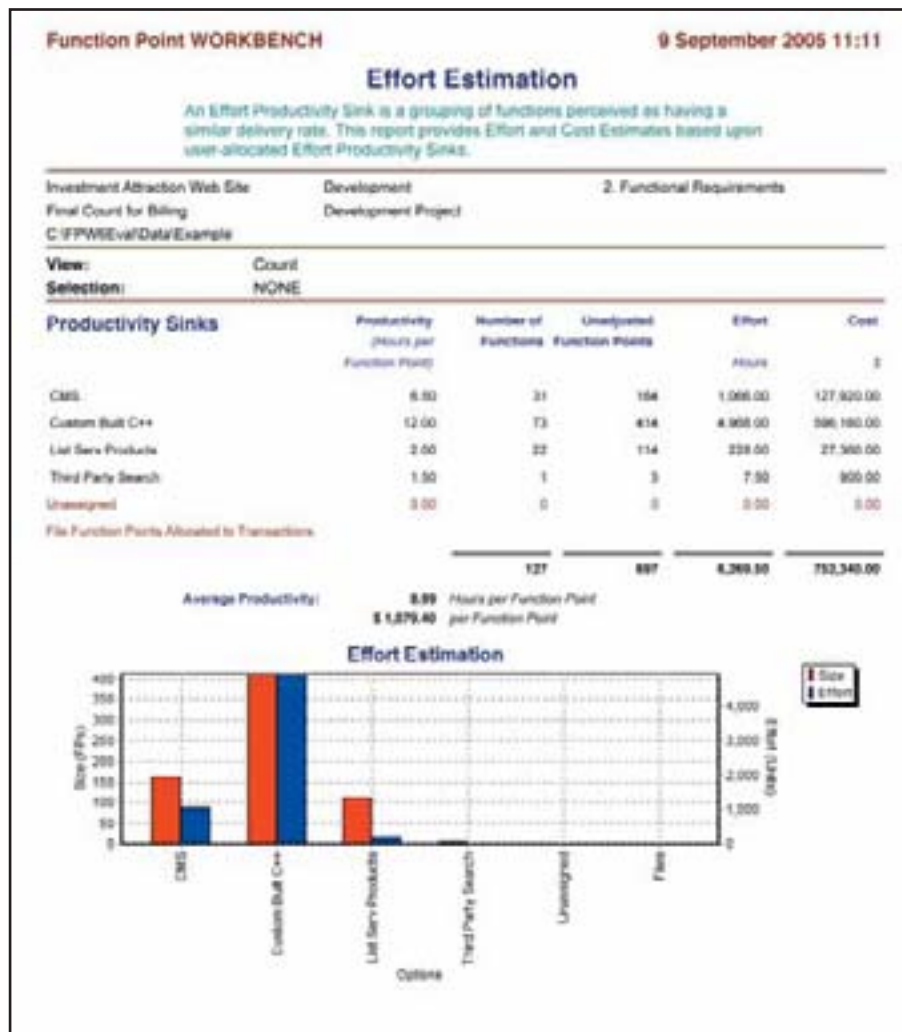 Function Point WORKBENCH 9 September 2005 11:11
Effort Estimation
An Effort Productivity Sink is a grouping of functions perceived as having a
similar delivery rate. This report provides Effort and Cost Estimates based upon
user-allocated Effort Productivity Sinks.
Investment Attraction Web Site Development 2. Functional Requirements
Final Count for Billing Development Project
C:\FPW6Eval\Data\Example
View: Count
Selection: NONE
Productivity Sinks Productivity Number of Unadjusted Effort Cost
(Hours per Functions Function Points
Function Point) Hours $
CMS 6.50 31 164 1,066.00 127,920.00
Custom Built C++ 12.00 73 414 4,968.00 596,160.00
List Serv Products 2.00 22 114 228.00 27,360.00
Third Party Search 1.50 1 5 7.50 900.00
Unassigned 0.00 0 0 0.00 0.00
File Function Points Allocated to Transactions
127 697 6,269.50 752,340.00
Average Productivity: 8.99 Hours per Function Point
$ 1,079.40 per Function Point
Effort Estimation
Size
Effort
Size (FPs)
400
350
300
250
200
150
100
50
0
4,000
3,000
2,000
1,000
0
Effort (Units)
CMS
Custom Built C++
List Serv Products
Third Party Search
Unassigned
Files
Options